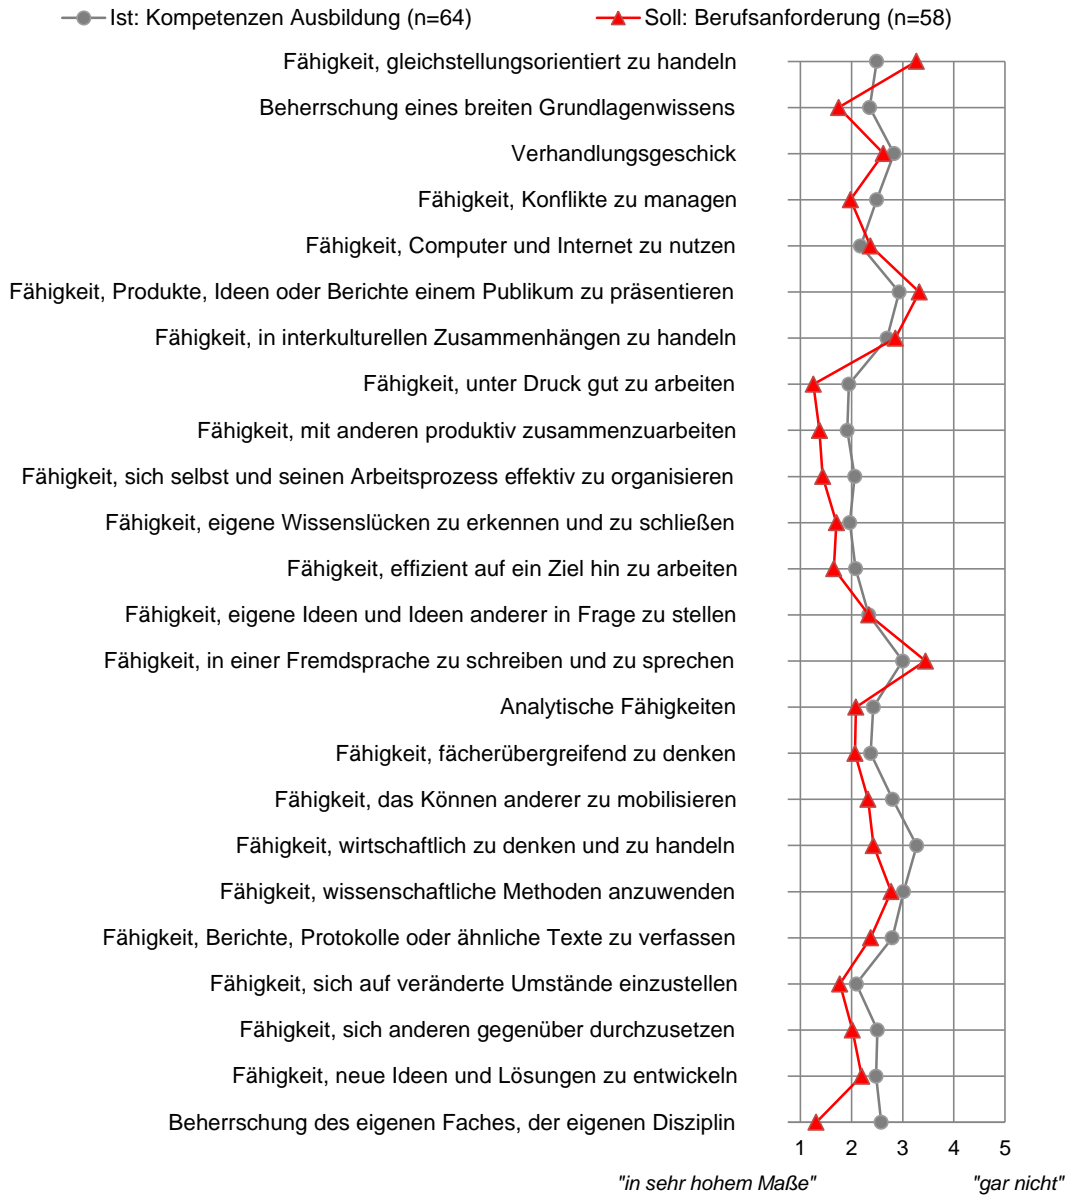 Ist: Kompetenzen Ausbildung (n=64) Soll: Berufsanforderung (n=58)
Fähigkeit, gleichstellungsorientiert zu handeln
Beherrschung eines breiten Grundlagenwissens
Verhandlungsgeschick
Fähigkeit, Konflikte zu managen
Fähigkeit, Computer und Internet zu nutzen
Fähigkeit, Produkte, Ideen oder Berichte einem Publikum zu präsentieren
Fähigkeit, in interkulturellen Zusammenhängen zu handeln
Fähigkeit, unter Druck gut zu arbeiten
Fähigkeit, mit anderen produktiv zusammenzuarbeiten
Fähigkeit, sich selbst und seinen Arbeitsprozess effektiv zu organisieren
Fähigkeit, eigene Wissenslücken zu erkennen und zu schließen
Fähigkeit, effizient auf ein Ziel hin zu arbeiten
Fähigkeit, eigene Ideen und Ideen anderer in Frage zu stellen
Fähigkeit, in einer Fremdsprache zu schreiben und zu sprechen
Analytische Fähigkeiten
Fähigkeit, fächerübergreifend zu denken
Fähigkeit, das Können anderer zu mobilisieren
Fähigkeit, wirtschaftlich zu denken und zu handeln
Fähigkeit, wissenschaftliche Methoden anzuwenden
Fähigkeit, Berichte, Protokolle oder ähnliche Texte zu verfassen
Fähigkeit, sich auf veränderte Umstände einzustellen
Fähigkeit, sich anderen gegenüber durchzusetzen
Fähigkeit, neue Ideen und Lösungen zu entwickeln
Beherrschung des eigenen Faches, der eigenen Disziplin
1 2 3 4 5
"in sehr hohem Maße" "gar nicht"